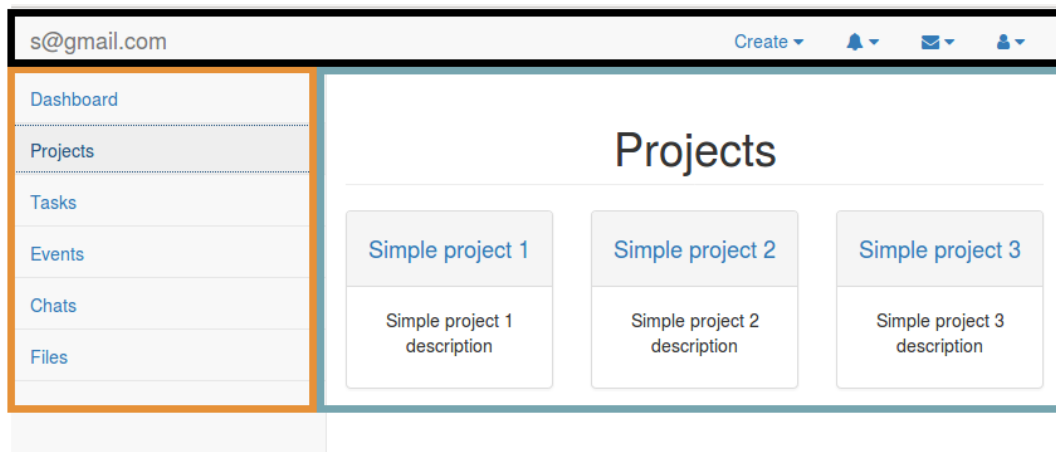 s@gmail.com Create
Dashboard
Projects
Tasks
Events
Chats
Files
Projects
Simple project 1
Simple project 1
description
Simple project 2
Simple project 2
description
Simple project 3
Simple project 3
description